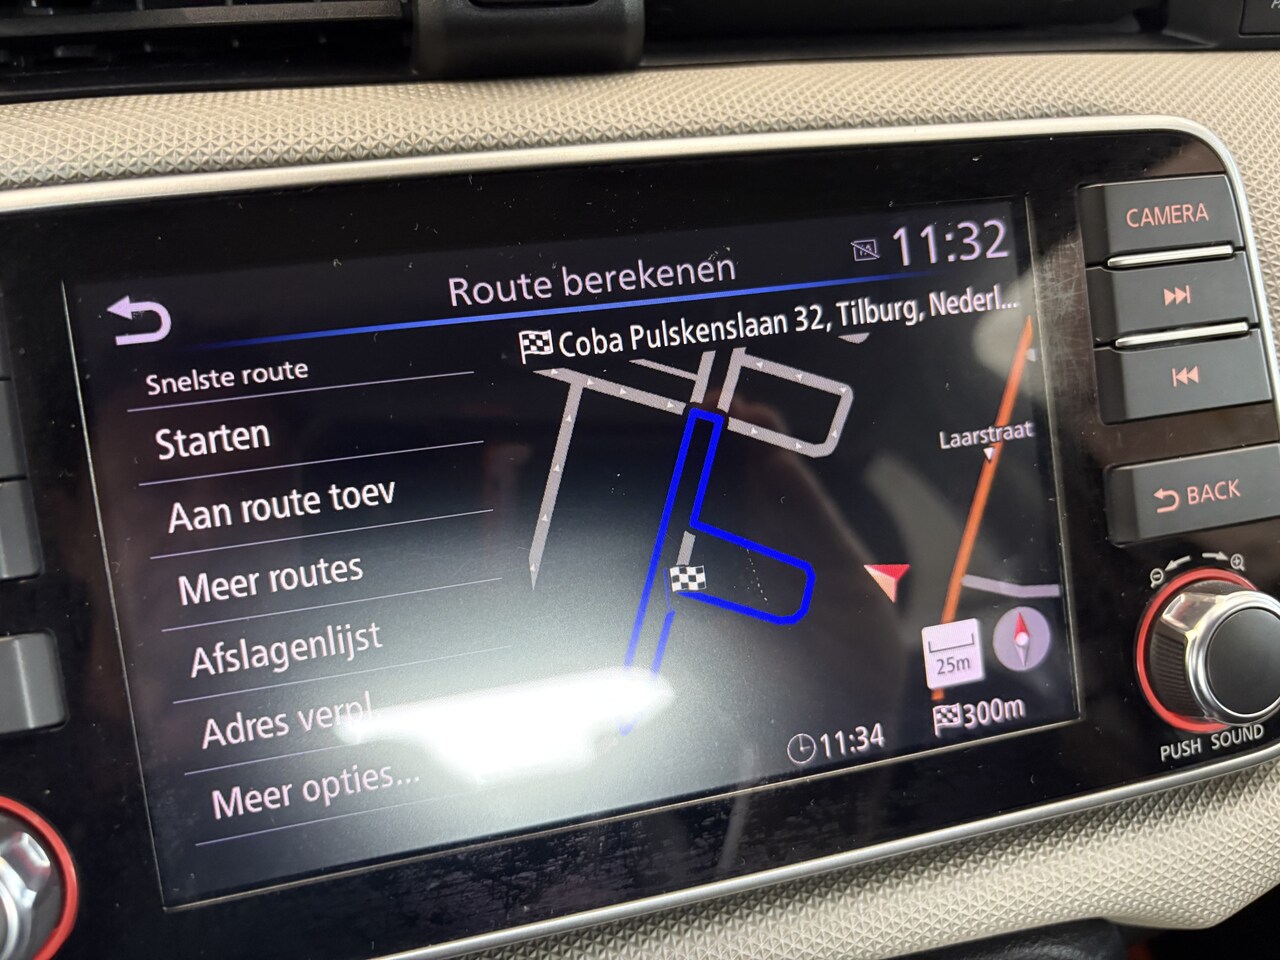 CAMERA
11:32
Route berekenen
Coba Pulskenslaan 32, Tilburg, Nederl...
Snelste route
Starten
Aan route toev
Meer routes
Afslagenlijst
Adres verpl...
Meer opties...
Laarstraat
25m
11:34
300m
BACK
PUSH SOUND